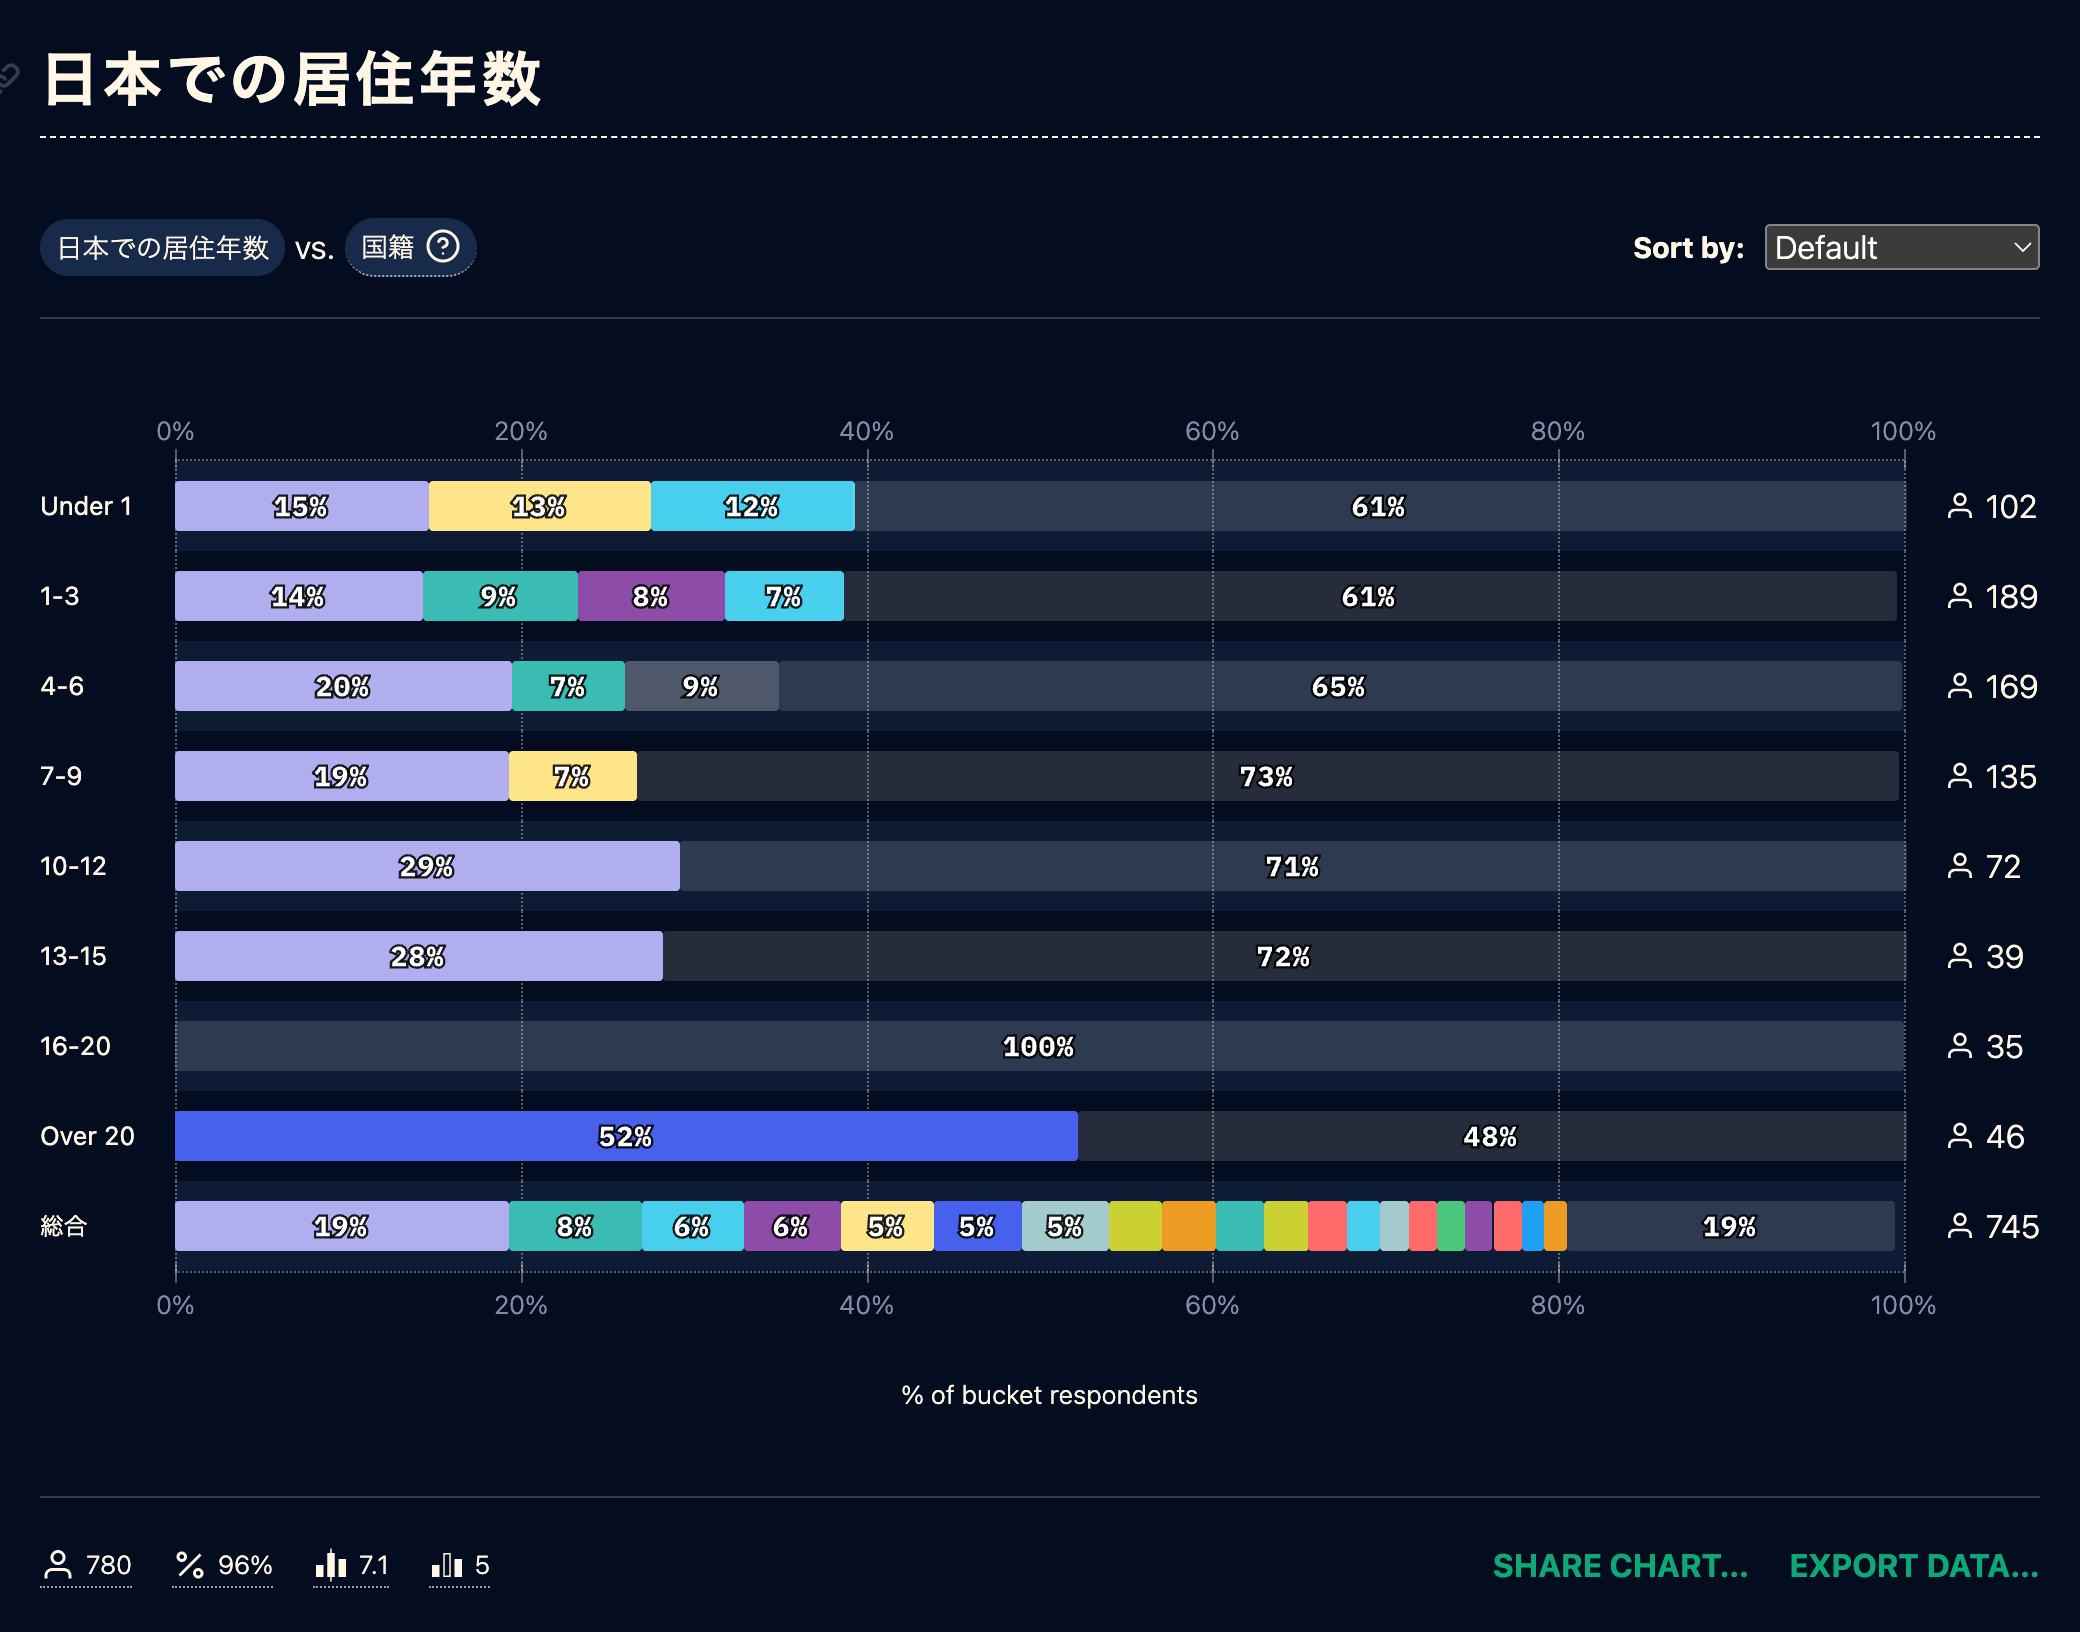 日本での居住年数
日本での居住年数 vs. 国籍 ?
Sort by: Default
0% 20% 40% 60% 80% 100%
Under 1 15% 13% 12% 61% 102
1-3 14% 9% 8% 7% 61% 189
4-6 20% 7% 9% 65% 169
7-9 19% 7% 73% 135
10-12 29% 71% 72
13-15 28% 72% 39
16-20 100% 35
Over 20 52% 48% 46
総合 19% 8% 6% 6% 5% 5% 5% 19% 745
0% 20% 40% 60% 80% 100%
% of bucket respondents
780 % 96% 7.1 5 SHARE CHART... EXPORT DATA...